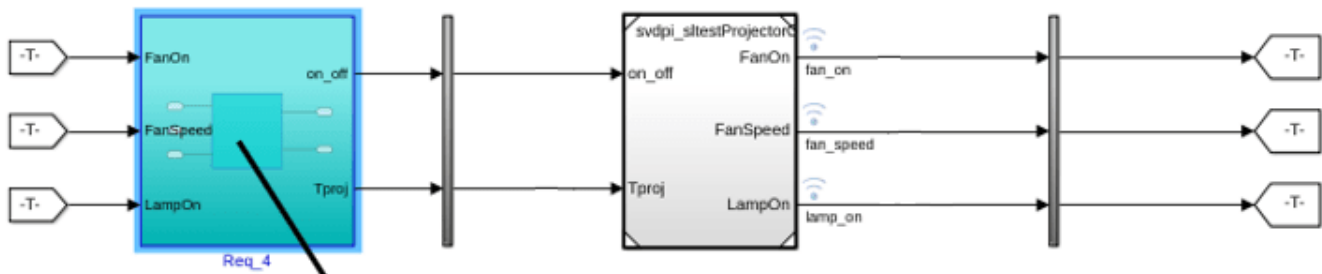 svdpi_sltestProjectorC
-T-
FanOn
on_off
on_off
FanOn
fan_on
-T-
-T-
FanSpeed
FanSpeed
fan_speed
-T-
-T-
LampOn
Tproj
Tproj
LampOn
lamp_on
-T-
Req_4